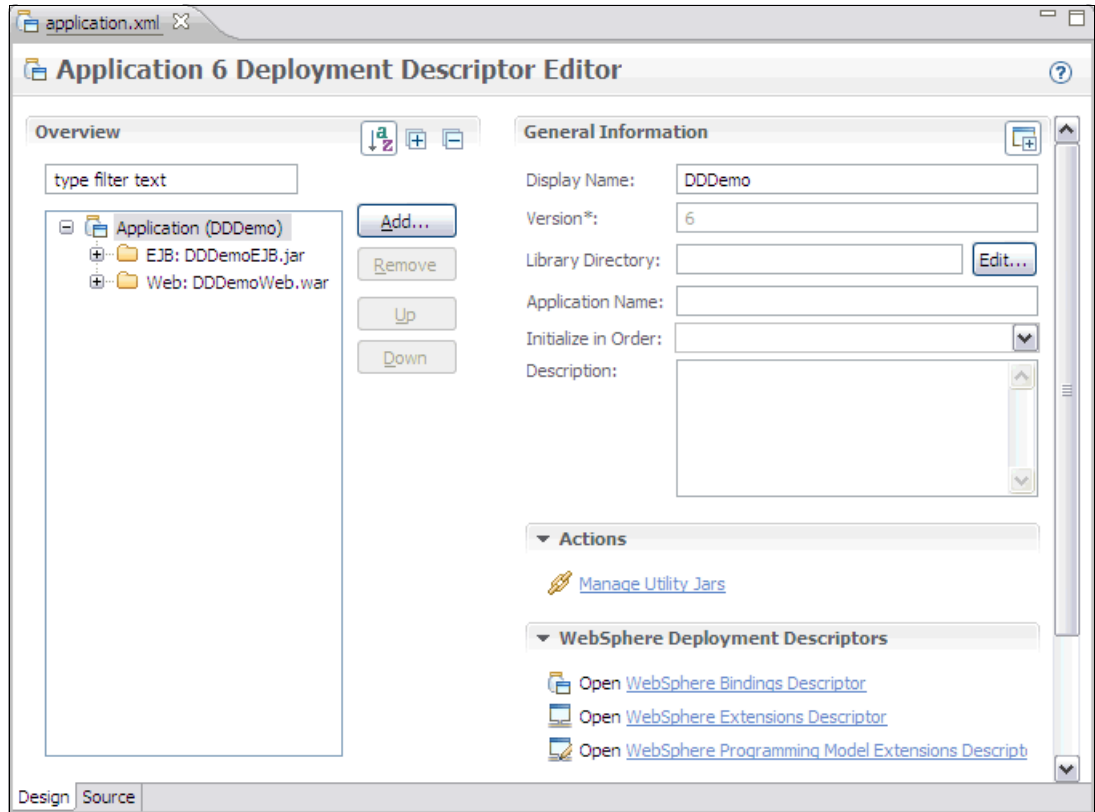 application.xml
Application 6 Deployment Descriptor Editor
Overview
type filter text
Application (DDDemo)
EJB: DDDemoEJB.jar
Web: DDDemoWeb.war
Add...
Remove
Up
Down
General Information
Display Name: DDDemo
Version*: 6
Library Directory: Edit...
Application Name:
Initialize in Order:
Description:
Actions
Manage Utility Jars
WebSphere Deployment Descriptors
Open WebSphere Bindings Descriptor
Open WebSphere Extensions Descriptor
Open WebSphere Programming Model Extensions Descript
Design Source